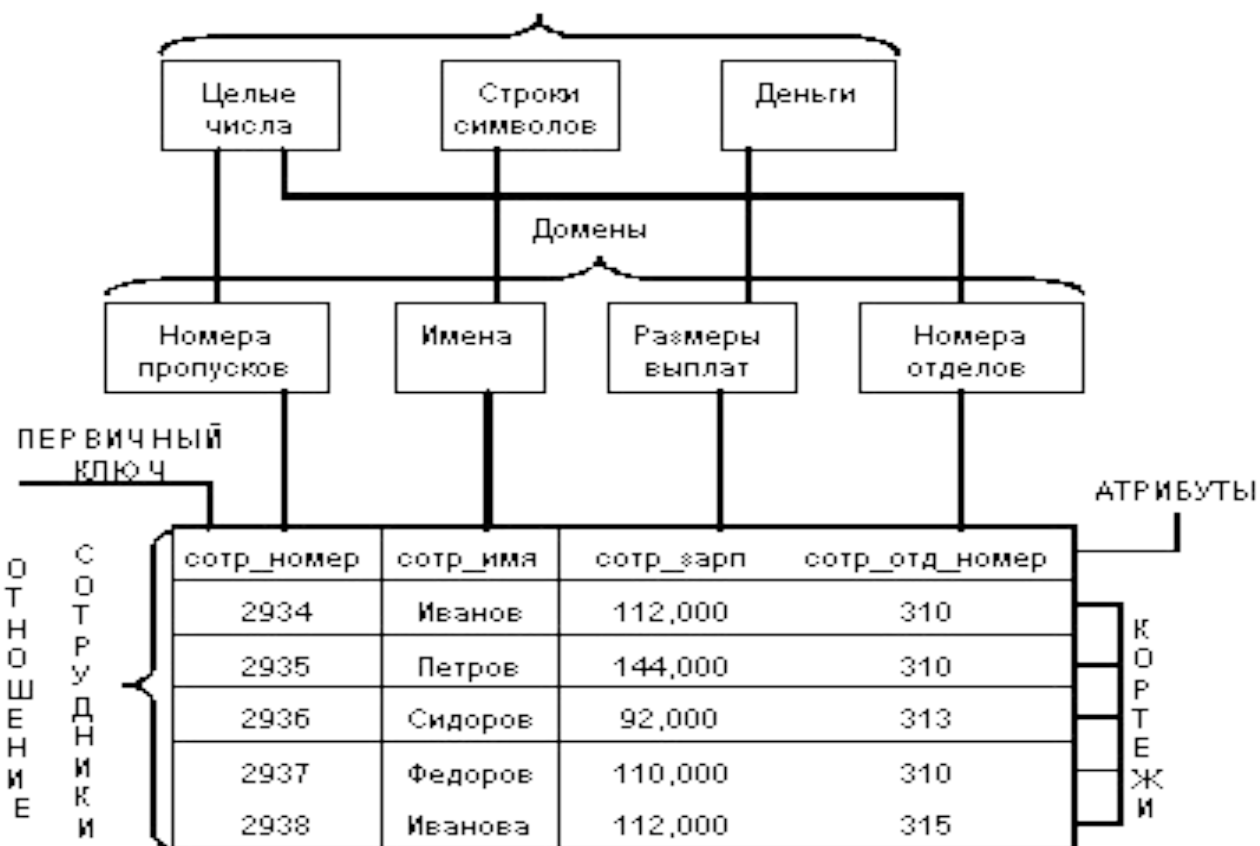 Целые
числа
Строки
символов
Деньги
Домены
Номера
пропусков
Имена
Размеры
выплат
Номера
отделов
ПЕРВИЧНЫЙ
КЛЮЧ
АТРИБУТЫ
ОТНОШЕНИЕ
СОТРУДНИКИ
сотр_номер сотр_имя сотр_зарп сотр_отд_номер
2934 Иванов 112,000 310
2935 Петров 144,000 310
2936 Сидоров 92,000 313
2937 Федоров 110,000 310
2938 Иванова 112,000 315
КОРТЕЖИ